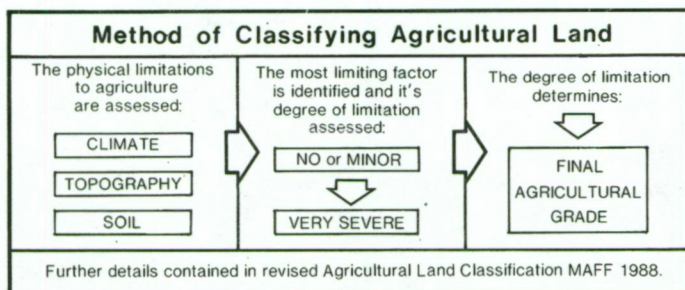 Method of Classifying Agricultural Land
The physical limitations
to agriculture
are assessed:
CLIMATE
TOPOGRAPHY
SOIL
The most limiting factor
is identified and it's
degree of limitation
assessed:
NO or MINOR
VERY SEVERE
The degree of limitation
determines:
FINAL
AGRICULTURAL
GRADE
Further details contained in revised Agricultural Land Classification MAFF 1988.